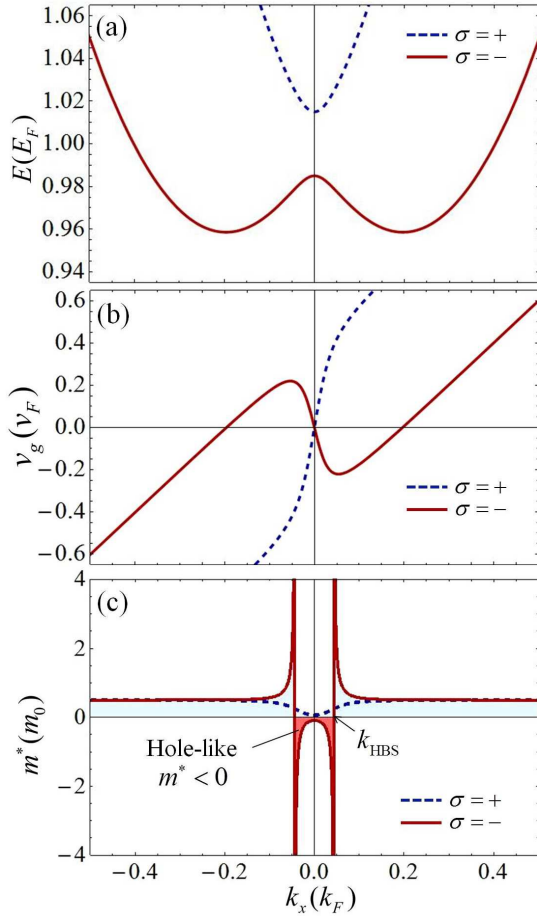 (a)
σ = +
σ = −
E(E_F)
1.06
1.04
1.02
1.00
0.98
0.96
0.94
(b)
v_g(v_F)
0.6
0.4
0.2
0.0
−0.2
−0.4
−0.6
σ = +
σ = −
(c)
m*(m_0)
4
2
0
−2
−4
Hole-like
m* < 0
k_HBS
σ = +
σ = −
−0.4 −0.2 0.0 0.2 0.4
k_x(k_F)